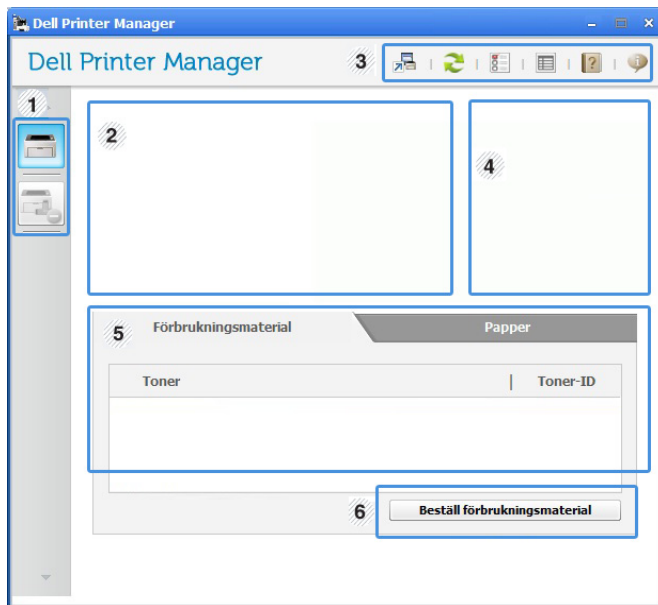 Dell Printer Manager
Dell Printer Manager
3
1
2
4
5
Förbrukningsmaterial
Papper
Toner | Toner-ID
6
Beställ förbrukningsmaterial